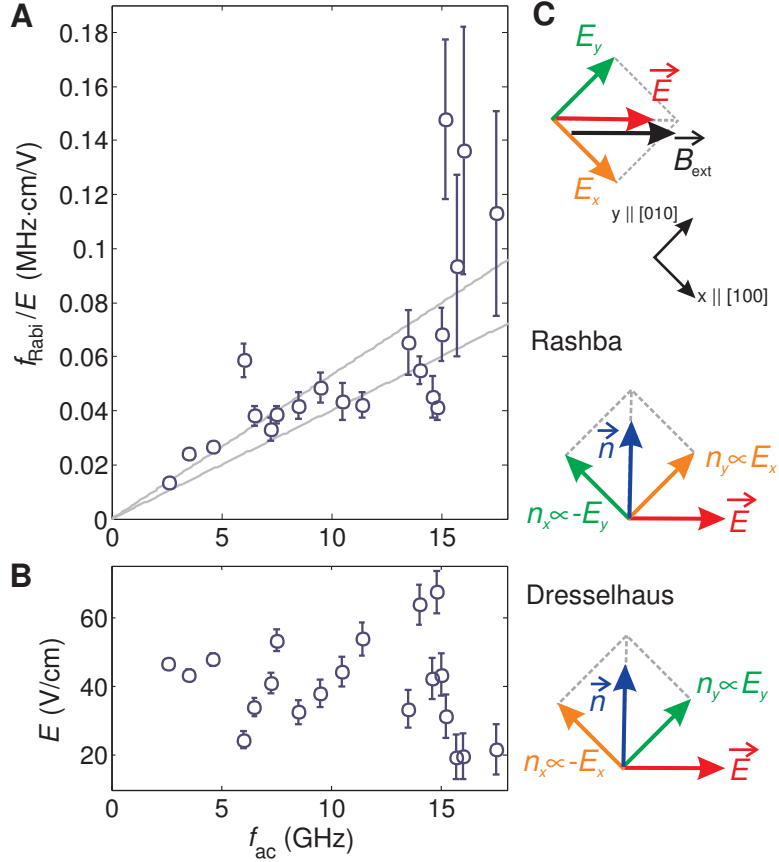 A
0.18
0.16
0.14
0.12
0.1
0.08
0.06
0.04
0.02
0
f_Rabi/E (MHz·cm/V)
0 5 10 15
B
60
40
20
E (V/cm)
0 5 10 15
f_ac (GHz)
C
E_y
E
B_ext
E_x
y || [010]
x || [100]
Rashba
n
n_y∝E_x
n_x∝-E_y
E
Dresselhaus
n
n_y∝E_y
n_x∝-E_x
E